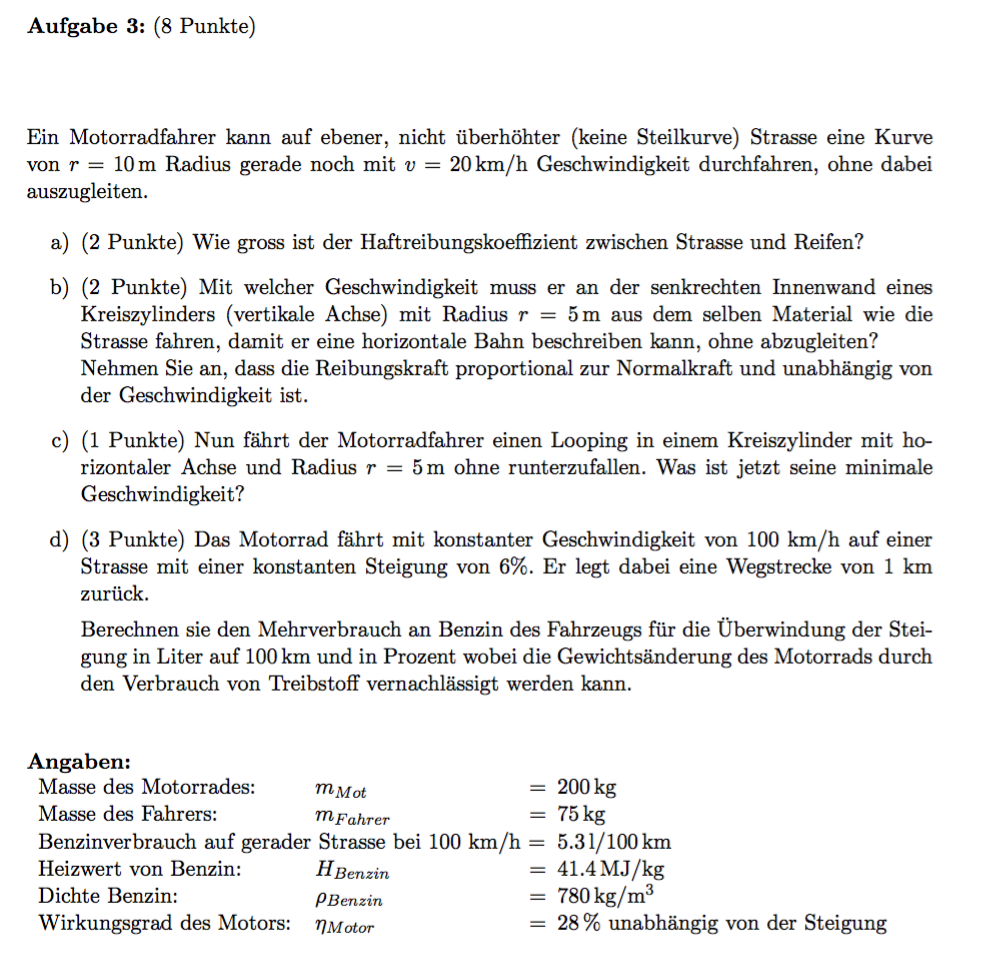 Aufgabe 3: (8 Punkte)
Ein Motorradfahrer kann auf ebener, nicht überhöhter (keine Steilkurve) Strasse eine Kurve
von r = 10 m Radius gerade noch mit v = 20 km/h Geschwindigkeit durchfahren, ohne dabei
auszugleiten.
a) (2 Punkte) Wie gross ist der Haftreibungskoeffizient zwischen Strasse und Reifen?
b) (2 Punkte) Mit welcher Geschwindigkeit muss er an der senkrechten Innenwand eines
Kreiszylinders (vertikale Achse) mit Radius r = 5 m aus dem selben Material wie die
Strasse fahren, damit er eine horizontale Bahn beschreiben kann, ohne abzugleiten?
Nehmen Sie an, dass die Reibungskraft proportional zur Normalkraft und unabhängig von
der Geschwindigkeit ist.
c) (1 Punkte) Nun fährt der Motorradfahrer einen Looping in einem Kreiszylinder mit ho-
rizontaler Achse und Radius r = 5 m ohne runterzufallen. Was ist jetzt seine minimale
Geschwindigkeit?
d) (3 Punkte) Das Motorrad fährt mit konstanter Geschwindigkeit von 100 km/h auf einer
Strasse mit einer konstanten Steigung von 6%. Er legt dabei eine Wegstrecke von 1 km
zurück.
Berechnen sie den Mehrverbrauch an Benzin des Fahrzeugs für die Überwindung der Stei-
gung in Liter auf 100 km und in Prozent wobei die Gewichtsänderung des Motorrads durch
den Verbrauch von Treibstoff vernachlässigt werden kann.
Angaben:
Masse des Motorrades: m_Mot = 200 kg
Masse des Fahrers: m_Fahrer = 75 kg
Benzinverbrauch auf gerader Strasse bei 100 km/h = 5.3 l/100 km
Heizwert von Benzin: H_Benzin = 41.4 MJ/kg
Dichte Benzin: ρ_Benzin = 780 kg/m³
Wirkungsgrad des Motors: η_Motor = 28 % unabhängig von der Steigung